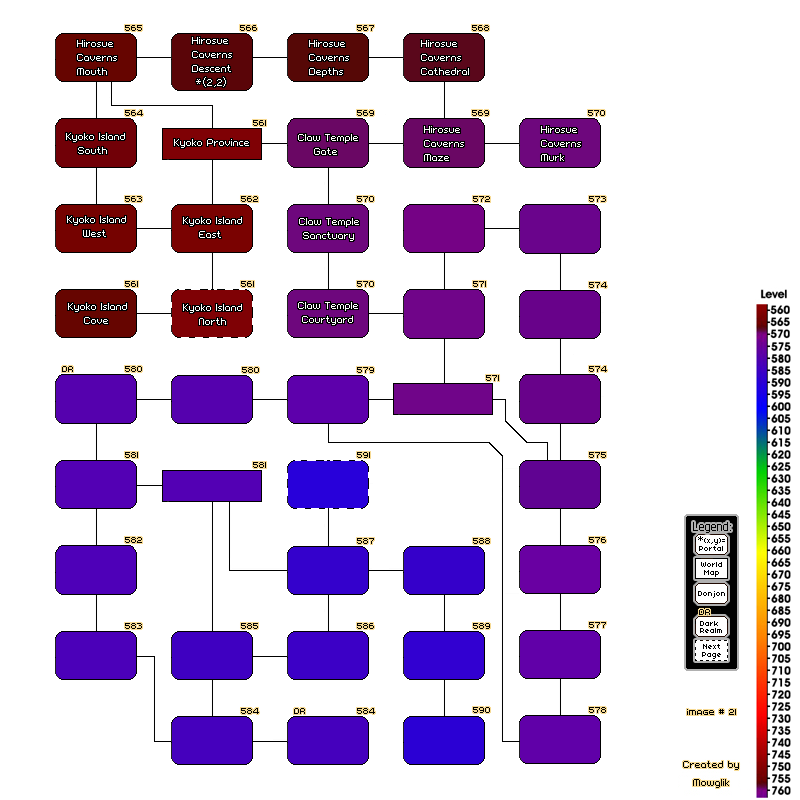 565
566
567
568
Hirosue
Caverns
Mouth
Hirosue
Caverns
Descent
*(2,2)
Hirosue
Caverns
Depths
Hirosue
Caverns
Cathedral
564
561
569
569
570
Kyoko Island
South
Kyoko Province
Claw Temple
Gate
Hirosue
Caverns
Maze
Hirosue
Caverns
Murk
563
562
570
572
573
Kyoko Island
West
Kyoko Island
East
Claw Temple
Sanctuary
561
561
570
571
574
Kyoko Island
Cove
Kyoko Island
North
Claw Temple
Courtyard
DR
580
580
579
571
574
581
581
591
575
582
587
588
576
583
585
586
589
577
584
DR
584
590
578
Level
560
565
570
575
580
585
590
595
600
605
610
615
620
625
630
635
640
645
650
655
660
665
670
675
680
685
690
695
700
705
710
715
720
725
730
735
740
745
750
755
760
Legend:
*(x,y)=
Portal
World
Map
Donjon
DR
Dark
Realm
Next
Page
image # 21
Created by
Mowglik